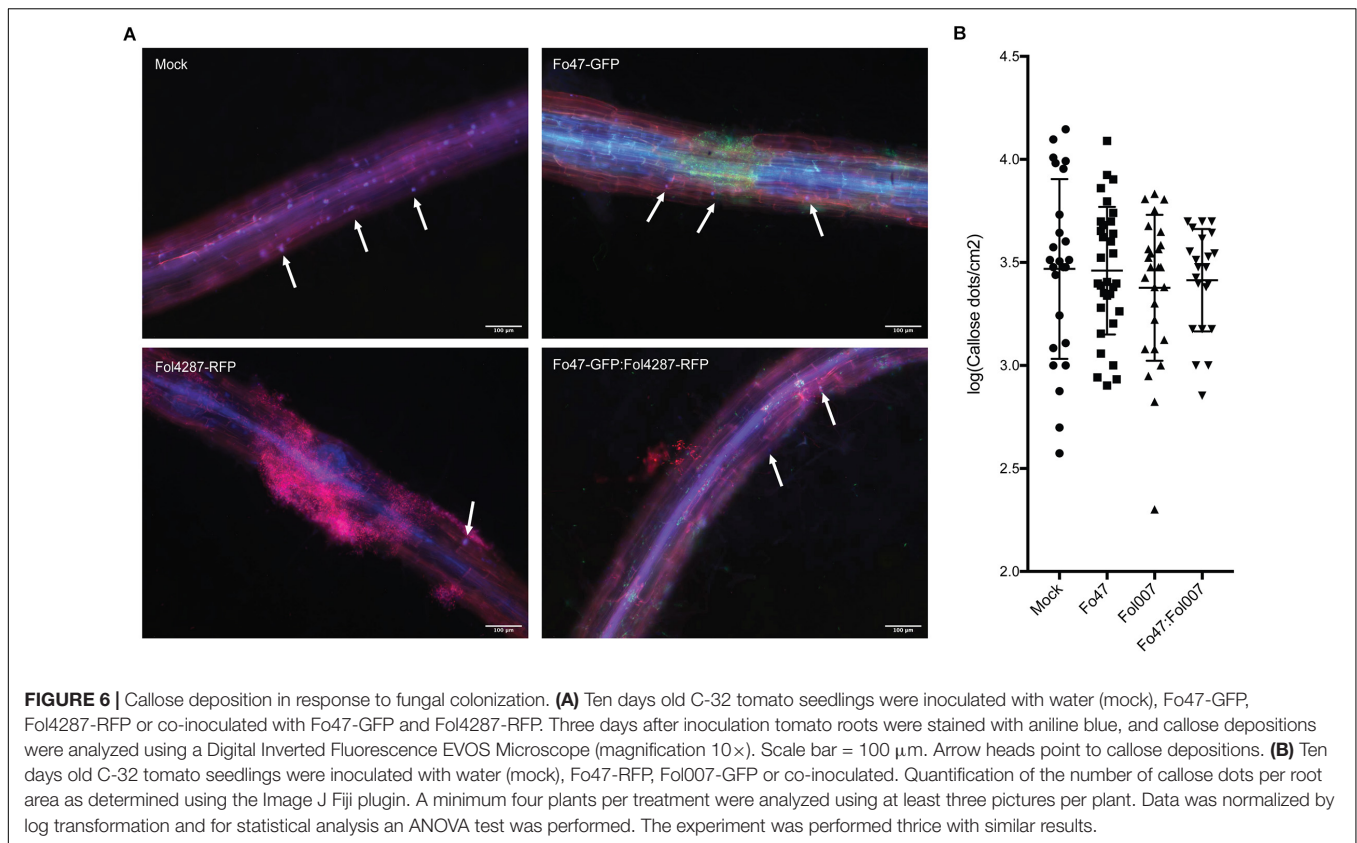 A
B
Mock
Fo47-GFP
100 µm
100 µm
Fol4287-RFP
Fo47-GFP:Fol4287-RFP
100 µm
100 µm
log(Callose dots/cm2)
4.5
4.0
3.5
3.0
2.5
2.0
Mock
Fo47
Fol007
Fo47:Fol007
FIGURE 6 | Callose deposition in response to fungal colonization. (A) Ten days old C-32 tomato seedlings were inoculated with water (mock), Fo47-GFP,
Fol4287-RFP or co-inoculated with Fo47-GFP and Fol4287-RFP. Three days after inoculation tomato roots were stained with aniline blue, and callose depositions
were analyzed using a Digital Inverted Fluorescence EVOS Microscope (magnification 10×). Scale bar = 100 µm. Arrow heads point to callose depositions. (B) Ten
days old C-32 tomato seedlings were inoculated with water (mock), Fo47-RFP, Fol007-GFP or co-inoculated. Quantification of the number of callose dots per root
area as determined using the Image J Fiji plugin. A minimum four plants per treatment were analyzed using at least three pictures per plant. Data was normalized by
log transformation and for statistical analysis an ANOVA test was performed. The experiment was performed thrice with similar results.